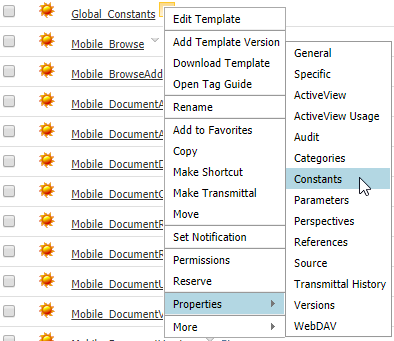 Global_Constants
Mobile_Browse
Mobile_BrowseAdd
Mobile_DocumentA
Mobile_DocumentA
Mobile_DocumentD
Mobile_DocumentC
Mobile_DocumentR
Mobile_DocumentR
Mobile_DocumentU
Mobile_DocumentV
Edit Template
Add Template Version
Download Template
Open Tag Guide
Rename
Add to Favorites
Copy
Make Shortcut
Make Transmittal
Move
Set Notification
Permissions
Reserve
Properties
More
General
Specific
ActiveView
ActiveView Usage
Audit
Categories
Constants
Parameters
Perspectives
References
Source
Transmittal History
Versions
WebDAV